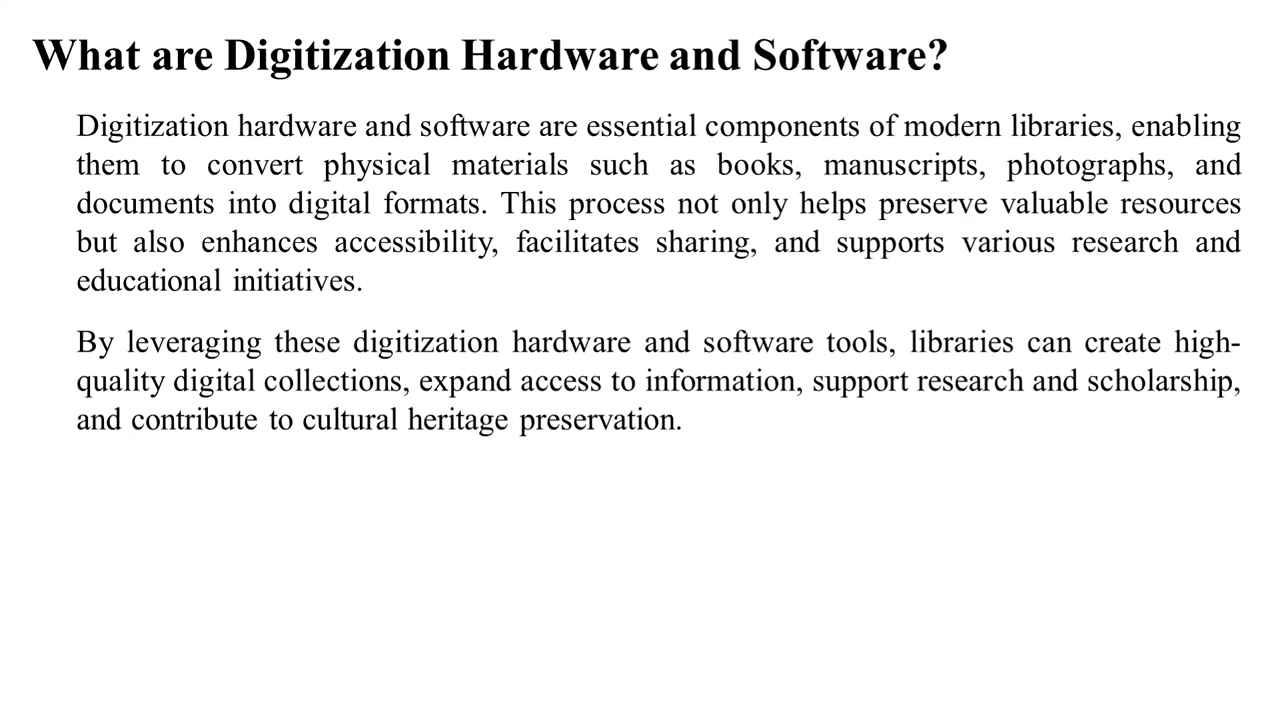 What are Digitization Hardware and Software?
Digitization hardware and software are essential components of modern libraries, enabling
them to convert physical materials such as books, manuscripts, photographs, and
documents into digital formats. This process not only helps preserve valuable resources
but also enhances accessibility, facilitates sharing, and supports various research and
educational initiatives.
By leveraging these digitization hardware and software tools, libraries can create high-
quality digital collections, expand access to information, support research and scholarship,
and contribute to cultural heritage preservation.